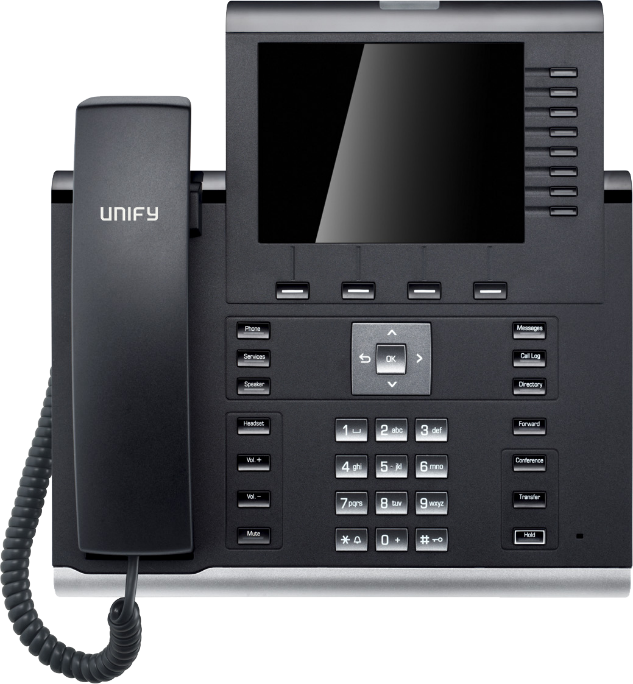 UNIFY
Phone
Messages
Services
OK
Call Log
Speaker
Directory
Headset
1
2 abc
3 def
Forward
Vol. +
4 ghi
5 jkl
6 mno
Conference
Vol. -
7 pqrs
8 tuv
9 wxyz
Transfer
Mute
*
0 +
#
Hold